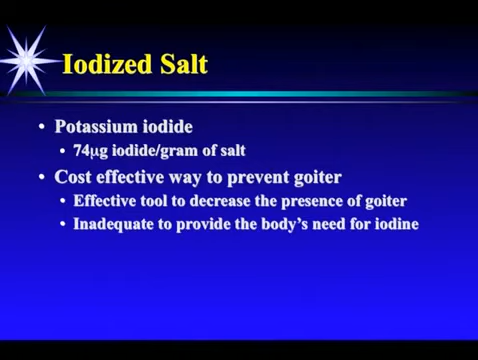 Iodized Salt
• Potassium iodide
• 74µg iodide/gram of salt
• Cost effective way to prevent goiter
• Effective tool to decrease the presence of goiter
• Inadequate to provide the body's need for iodine